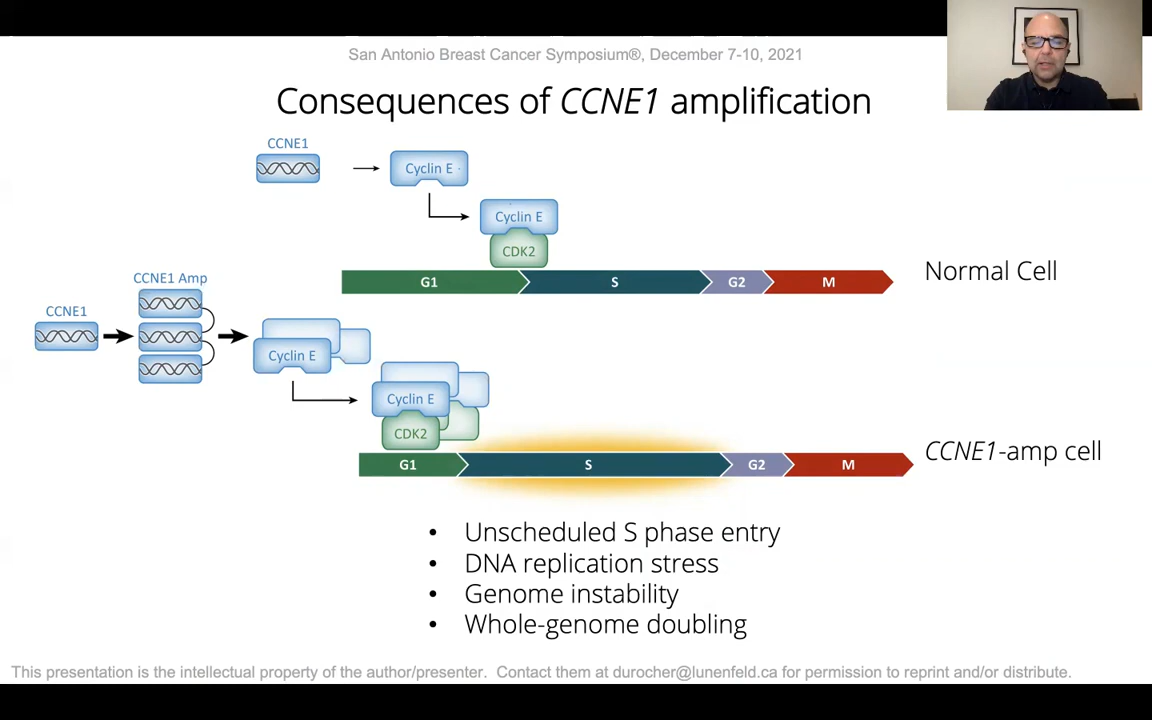 San Antonio Breast Cancer Symposium®, December 7-10, 2021
Consequences of CCNE1 amplification
CCNE1
Cyclin E
Cyclin E
CDK2
G1 S G2 M
Normal Cell
CCNE1 Amp
CCNE1
Cyclin E
Cyclin E
CDK2
G1 S G2 M
CCNE1-amp cell
• Unscheduled S phase entry
• DNA replication stress
• Genome instability
• Whole-genome doubling
This presentation is the intellectual property of the author/presenter. Contact them at durocher@lunenfeld.ca for permission to reprint and/or distribute.